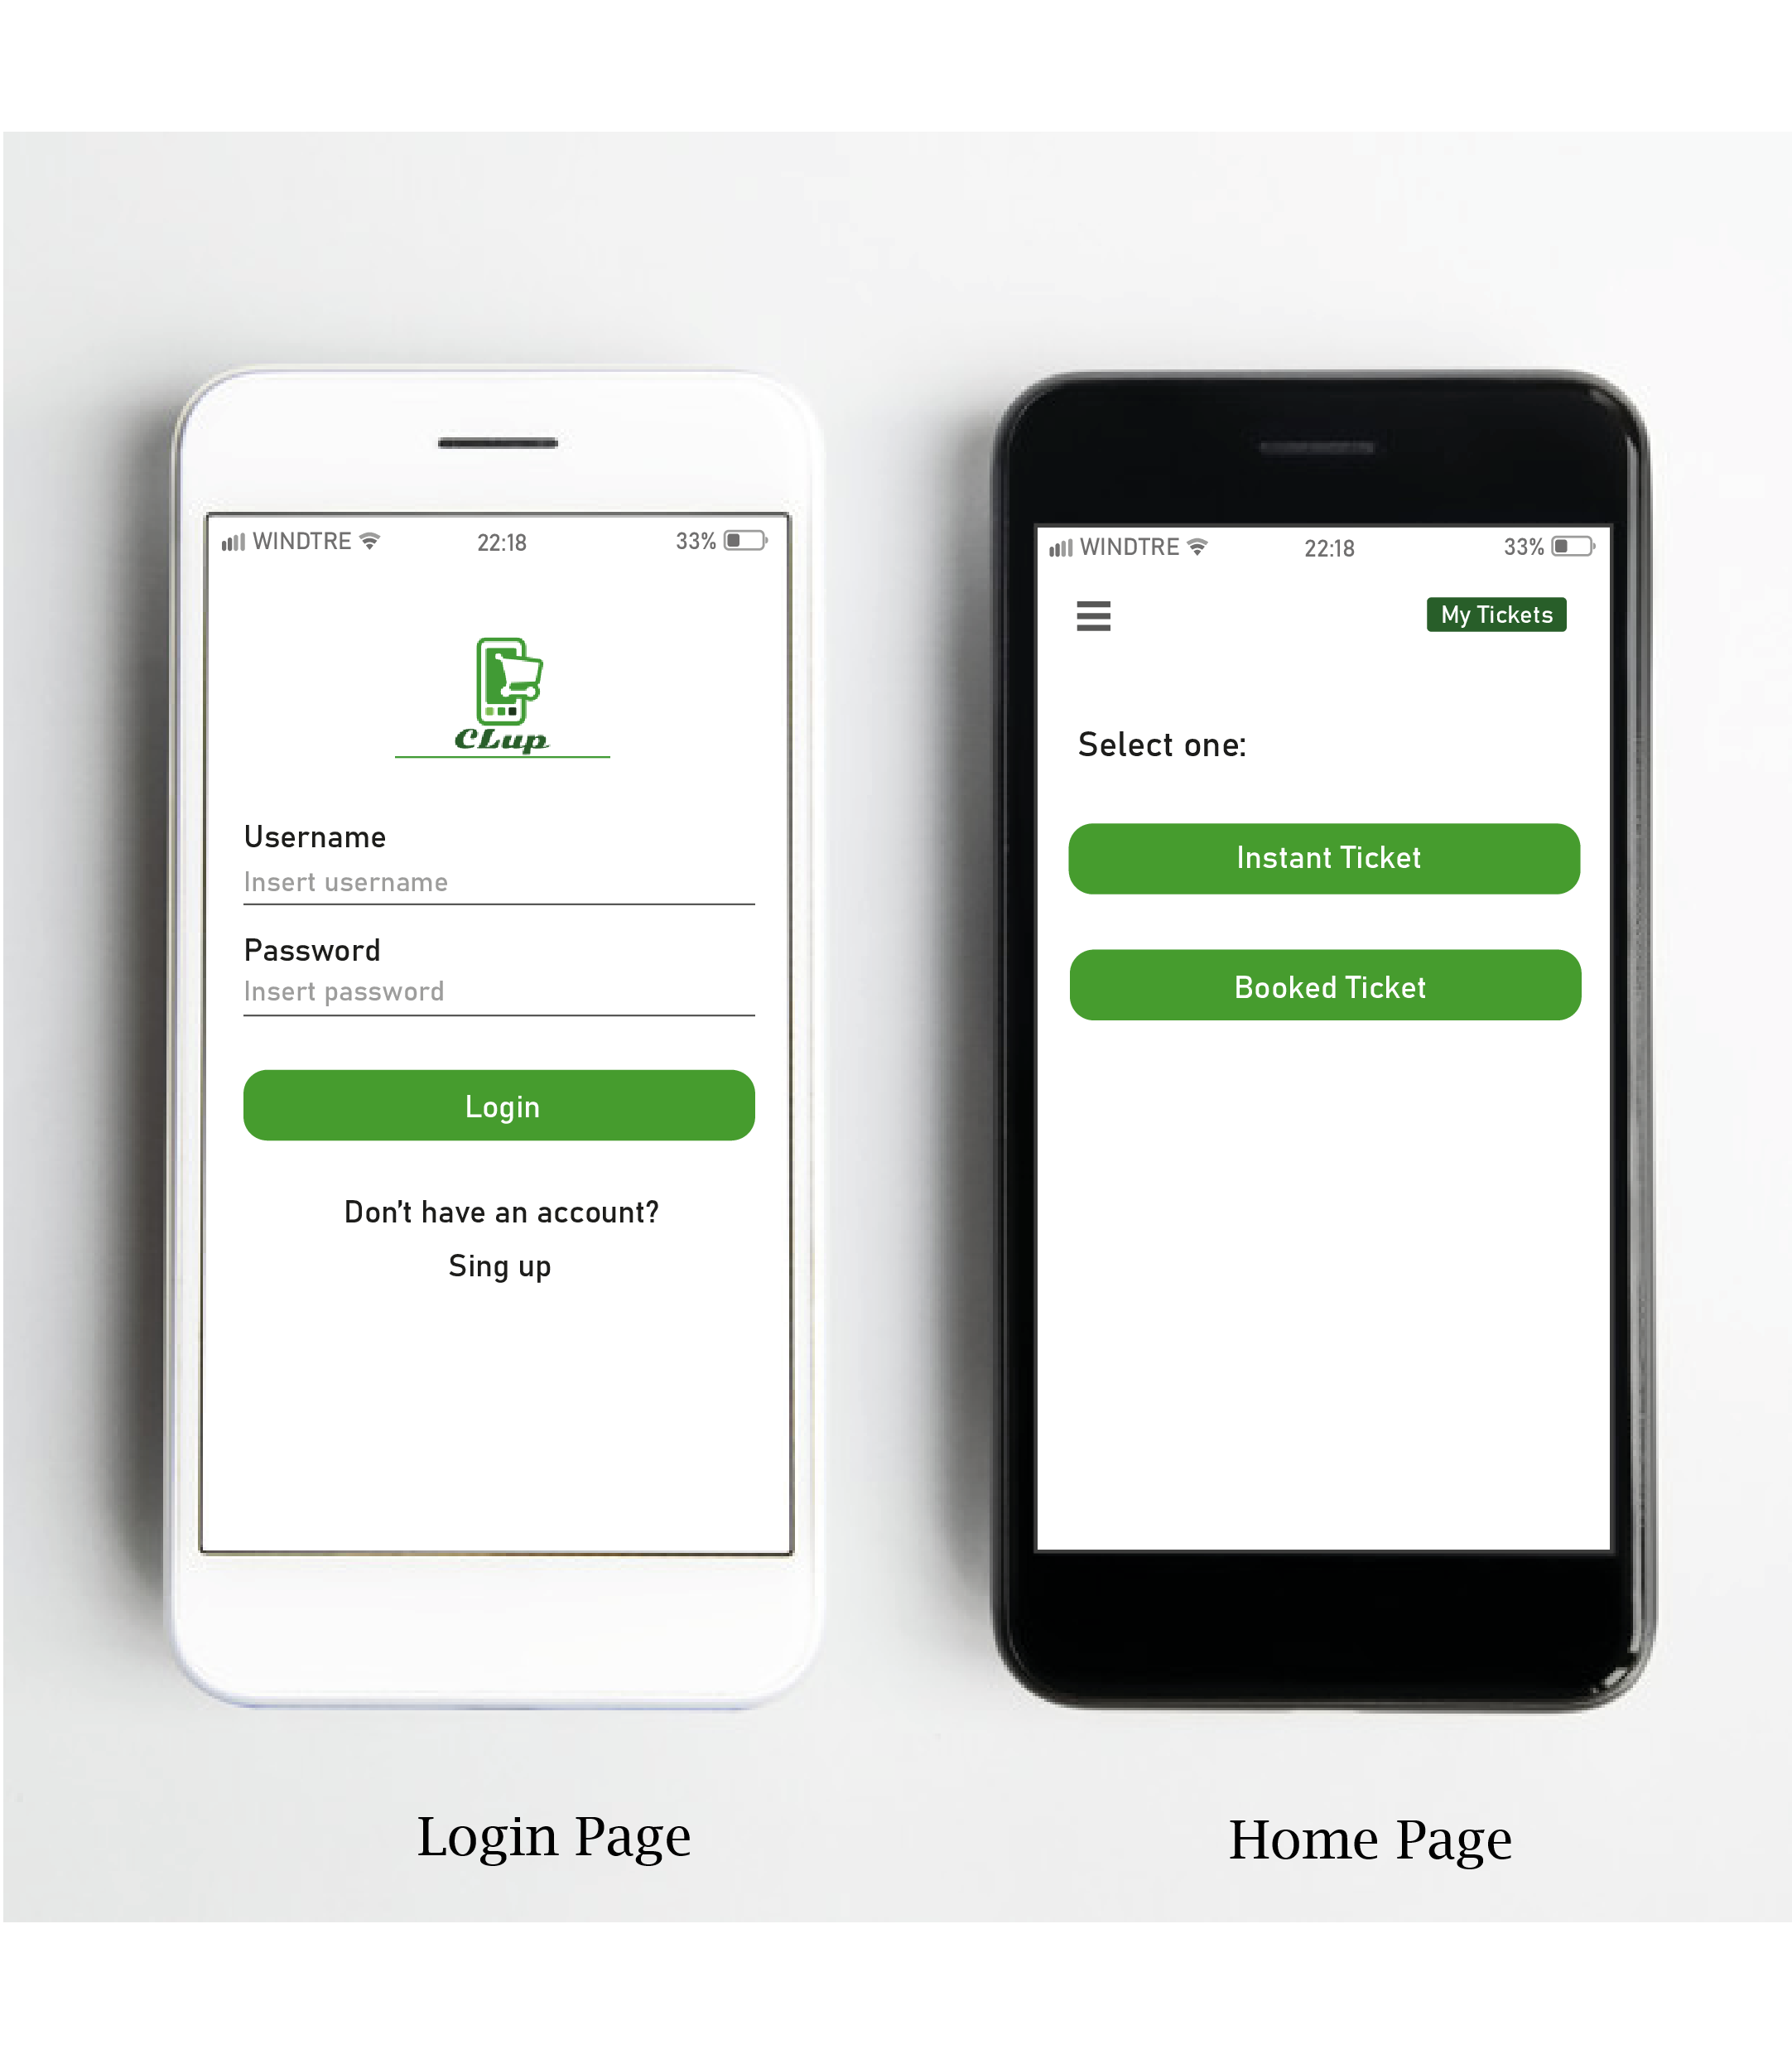 WINDTRE 22:18 33%
CLup
Username
Insert username
Password
Insert password
Login
Don't have an account?
Sing up
Login Page
WINDTRE 22:18 33%
My Tickets
Select one:
Instant Ticket
Booked Ticket
Home Page